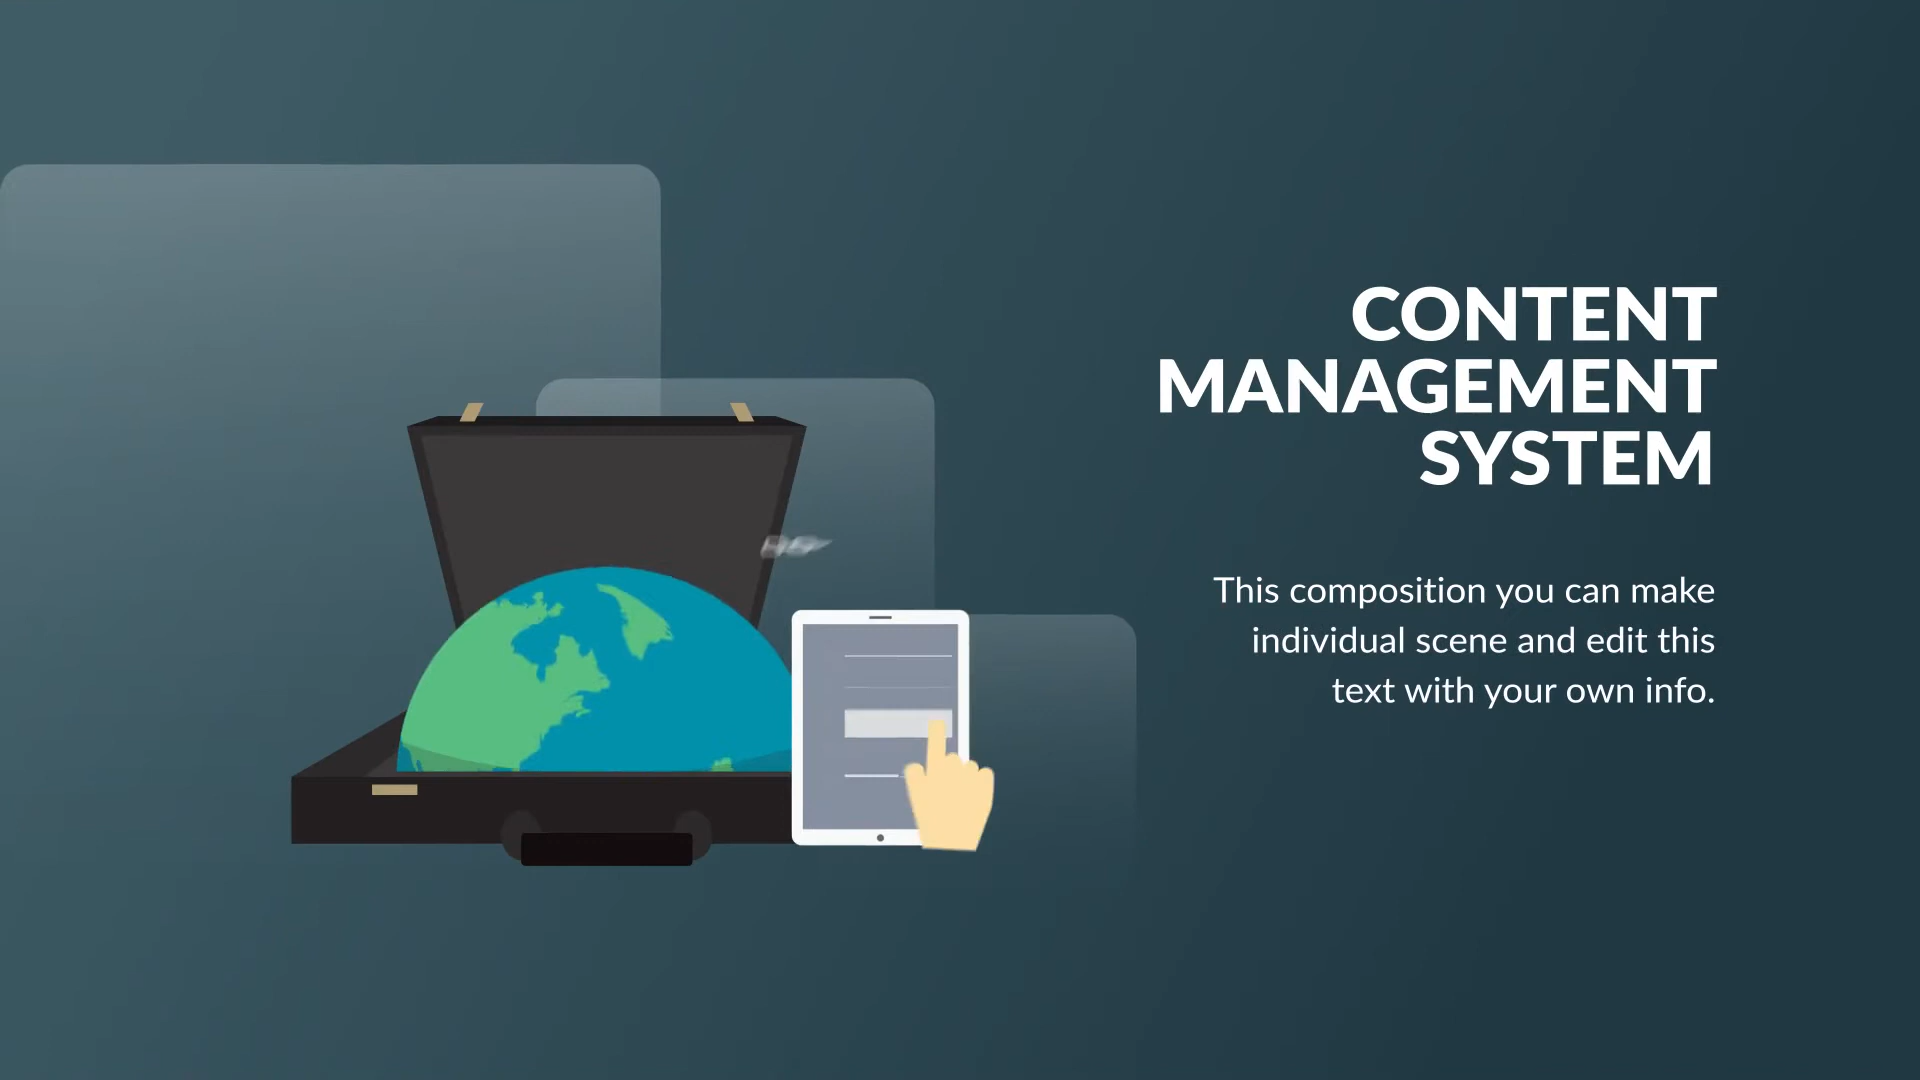 CONTENT
MANAGEMENT
SYSTEM
This composition you can make
individual scene and edit this
text with your own info.